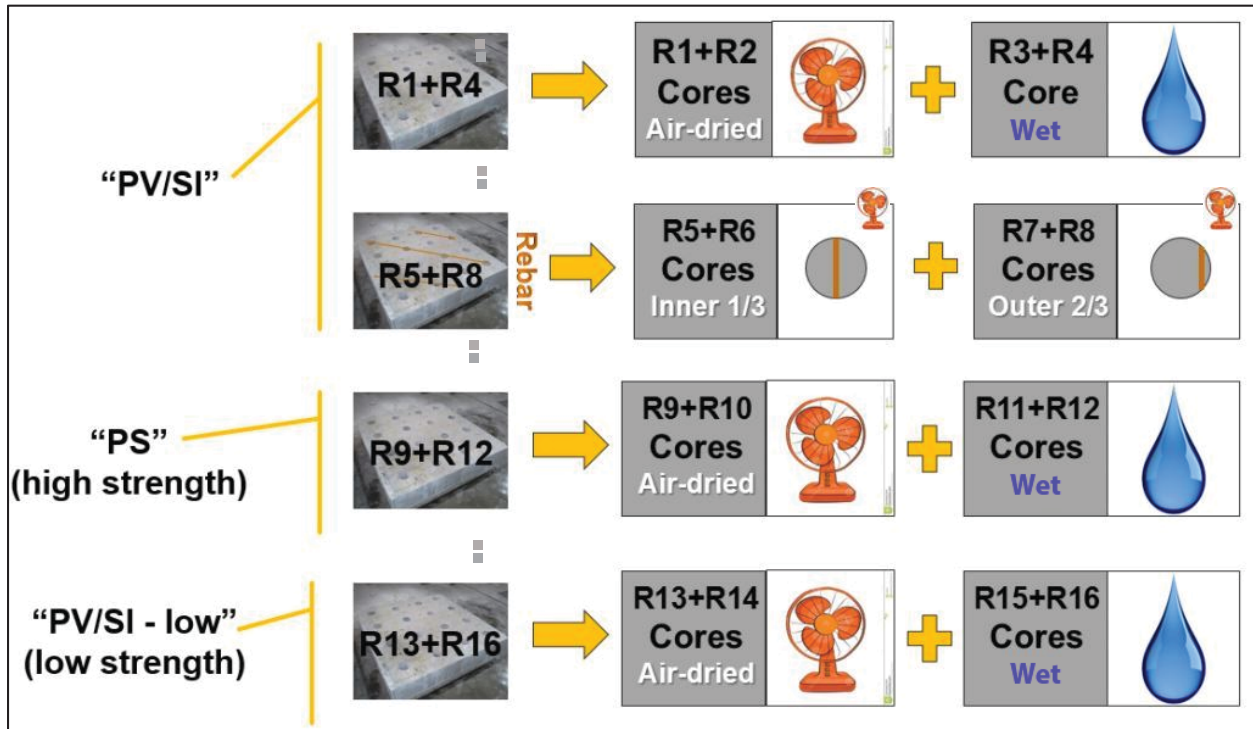 “PV/SI”
R1+R4
R1+R2
Cores
Air-dried
R3+R4
Core
Wet
R5+R8
Rebar
R5+R6
Cores
Inner 1/3
R7+R8
Cores
Outer 2/3
“PS”
(high strength)
R9+R12
R9+R10
Cores
Air-dried
R11+R12
Cores
Wet
“PV/SI - low”
(low strength)
R13+R16
R13+R14
Cores
Air-dried
R15+R16
Cores
Wet